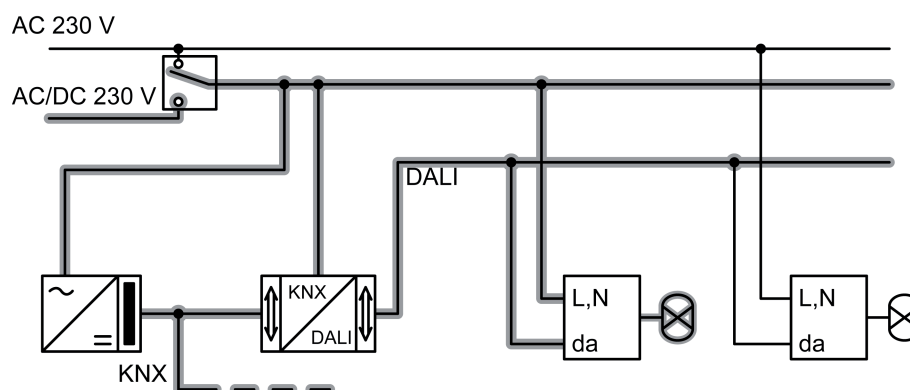 AC 230 V
AC/DC 230 V
DALI
KNX
DALI
L,N
da
L,N
da
KNX